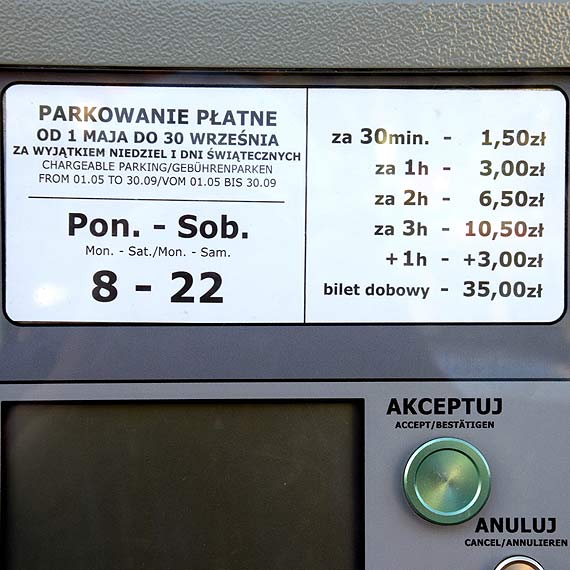 PARKOWANIE PŁATNE
OD 1 MAJA DO 30 WRZEŚNIA
ZA WYJĄTKIEM NIEDZIEL I DNI ŚWIĄTECZNYCH
CHARGEABLE PARKING/GEBÜHRENPARKEN
FROM 01.05 TO 30.09/VOM 01.05 BIS 30.09
Pon. - Sob.
Mon. - Sat./Mon. - Sam.
8 - 22
za 30min. - 1,50zł
za 1h - 3,00zł
za 2h - 6,50zł
za 3h - 10,50zł
+1h - +3,00zł
bilet dobowy - 35,00zł
AKCEPTUJ
ACCEPT/BESTÄTIGEN
ANULUJ
CANCEL/ANNULIEREN